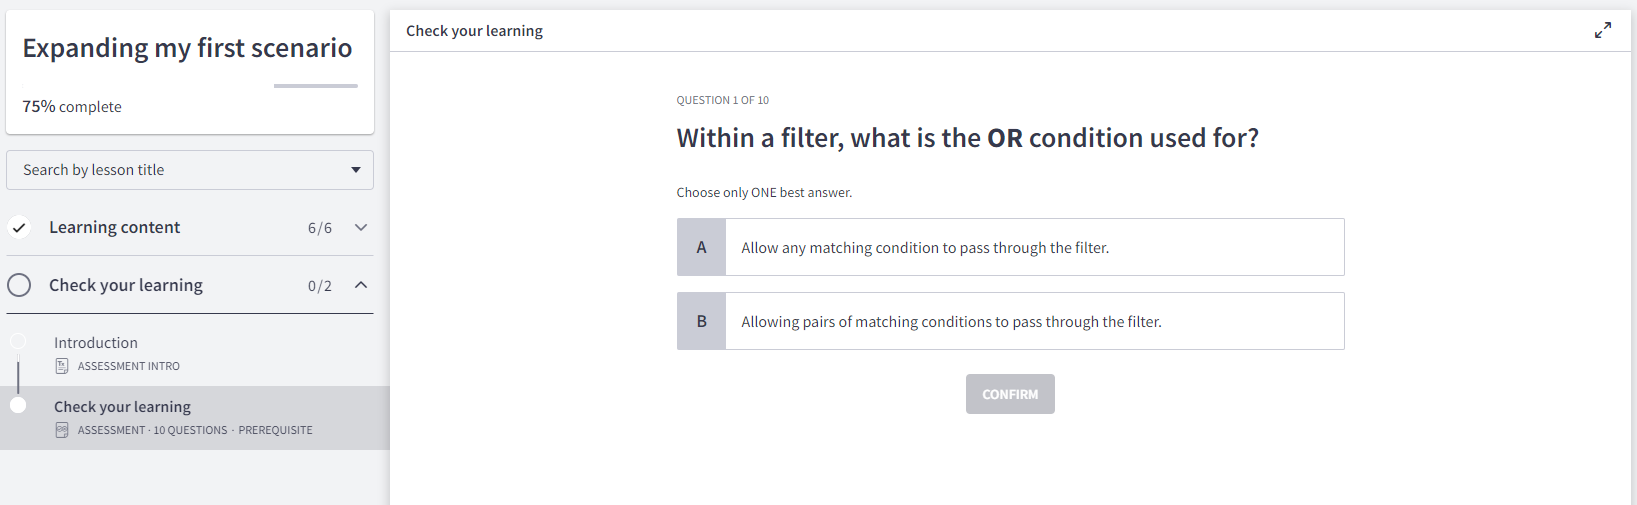 Expanding my first scenario
75% complete
Search by lesson title
Learning content 6/6
Check your learning 0/2
Introduction
ASSESSMENT INTRO
Check your learning
ASSESSMENT · 10 QUESTIONS · PREREQUISITE
Check your learning
QUESTION 1 OF 10
Within a filter, what is the OR condition used for?
Choose only ONE best answer.
A Allow any matching condition to pass through the filter.
B Allowing pairs of matching conditions to pass through the filter.
CONFIRM